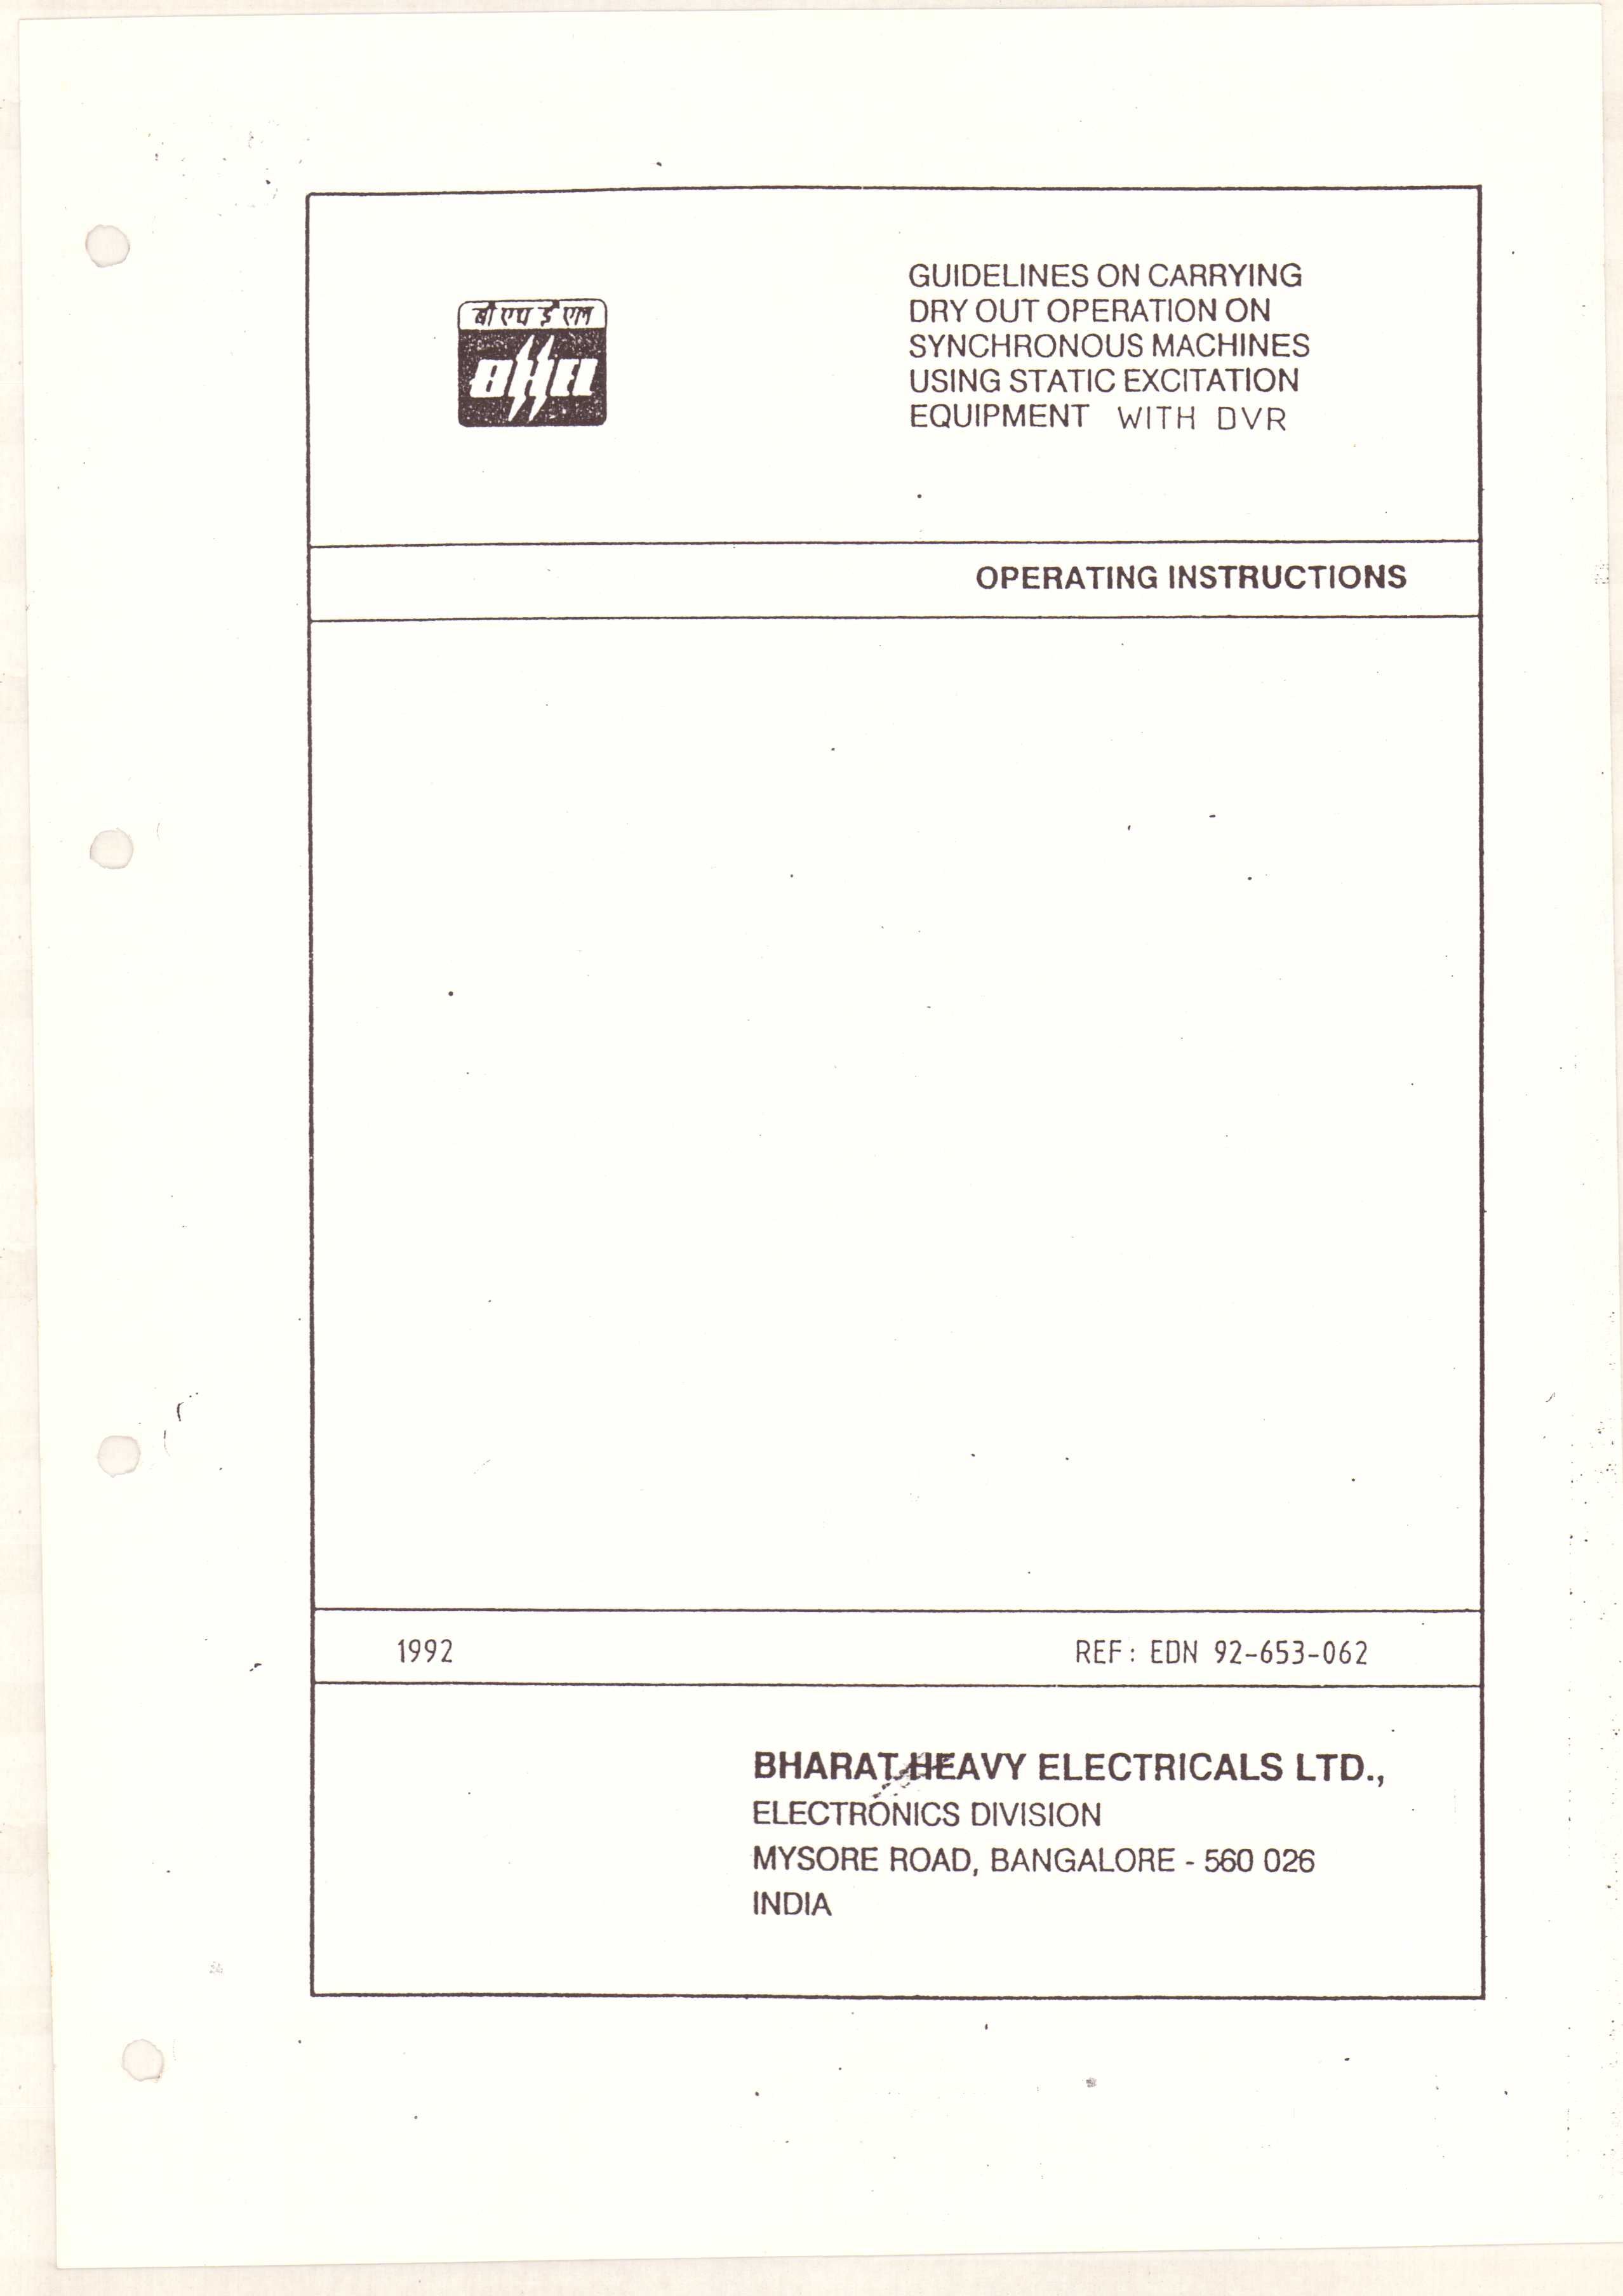 बी एच ई एल
BHEL
GUIDELINES ON CARRYING
DRY OUT OPERATION ON
SYNCHRONOUS MACHINES
USING STATIC EXCITATION
EQUIPMENT WITH DVR
OPERATING INSTRUCTIONS
1992 REF: EDN 92-653-062
BHARAT HEAVY ELECTRICALS LTD.,
ELECTRONICS DIVISION
MYSORE ROAD, BANGALORE - 560 026
INDIA